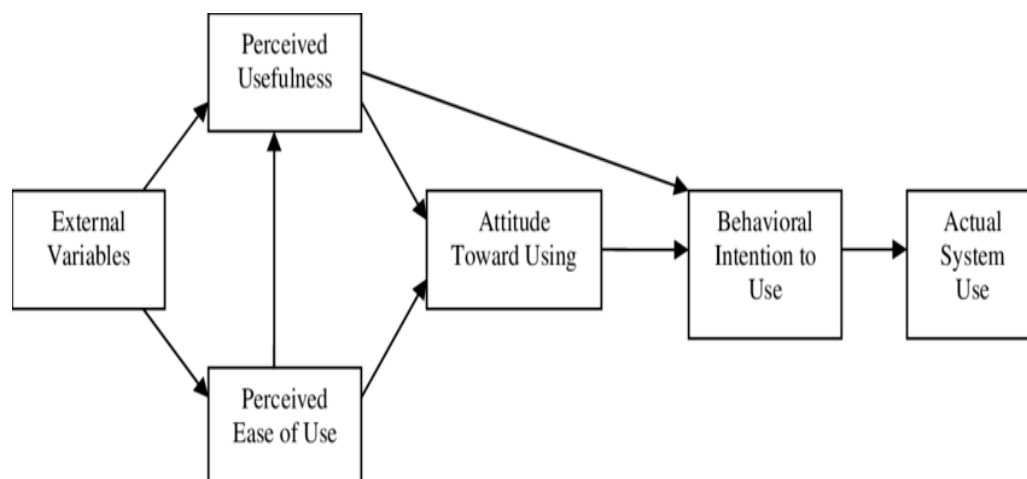 Perceived
Usefulness
External
Variables
Attitude
Toward Using
Behavioral
Intention to
Use
Actual
System
Use
Perceived
Ease of Use